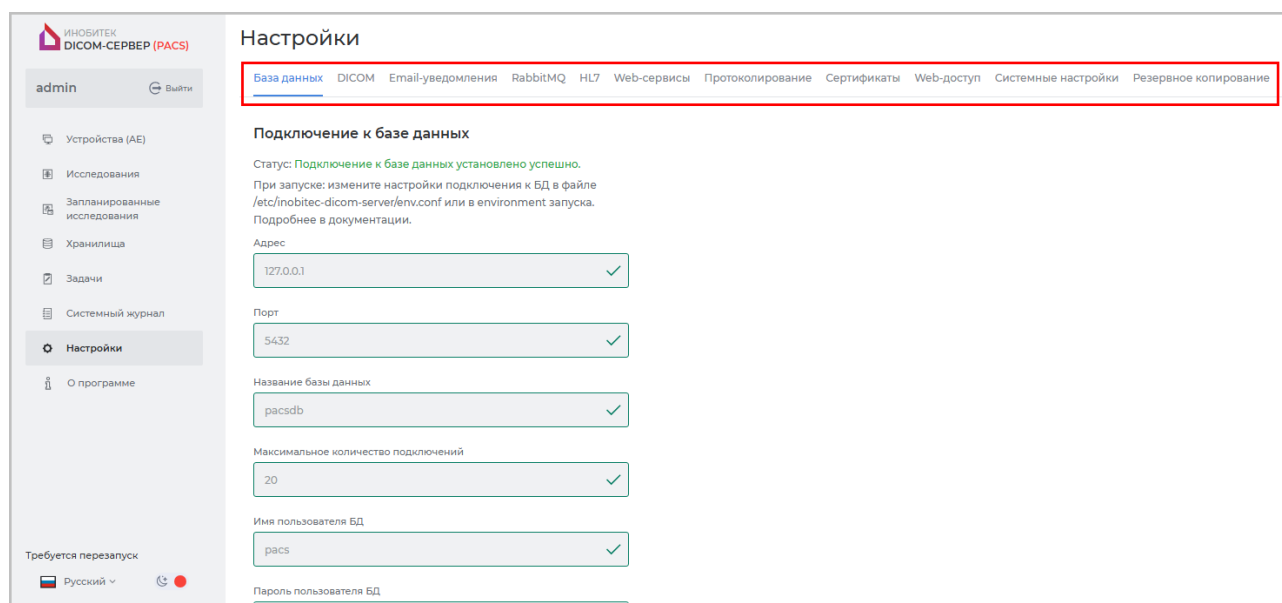 ИНОБИТЕК
DICOM-СЕРВЕР (PACS)
admin
Выйти
Устройства (AE)
Исследования
Запланированные
исследования
Хранилища
Задачи
Системный журнал
Настройки
О программе
Требуется перезапуск
Русский
Настройки
База данных DICOM Email-уведомления RabbitMQ HL7 Web-сервисы Протоколирование Сертификаты Web-доступ Системные настройки Резервное копирование
Подключение к базе данных
Статус: Подключение к базе данных установлено успешно.
При запуске: измените настройки подключения к БД в файле
/etc/inobitec-dicom-server/env.conf или в environment запуска.
Подробнее в документации.
Адрес
127.0.0.1
Порт
5432
Название базы данных
pacsdb
Максимальное количество подключений
20
Имя пользователя БД
pacs
Пароль пользователя БД